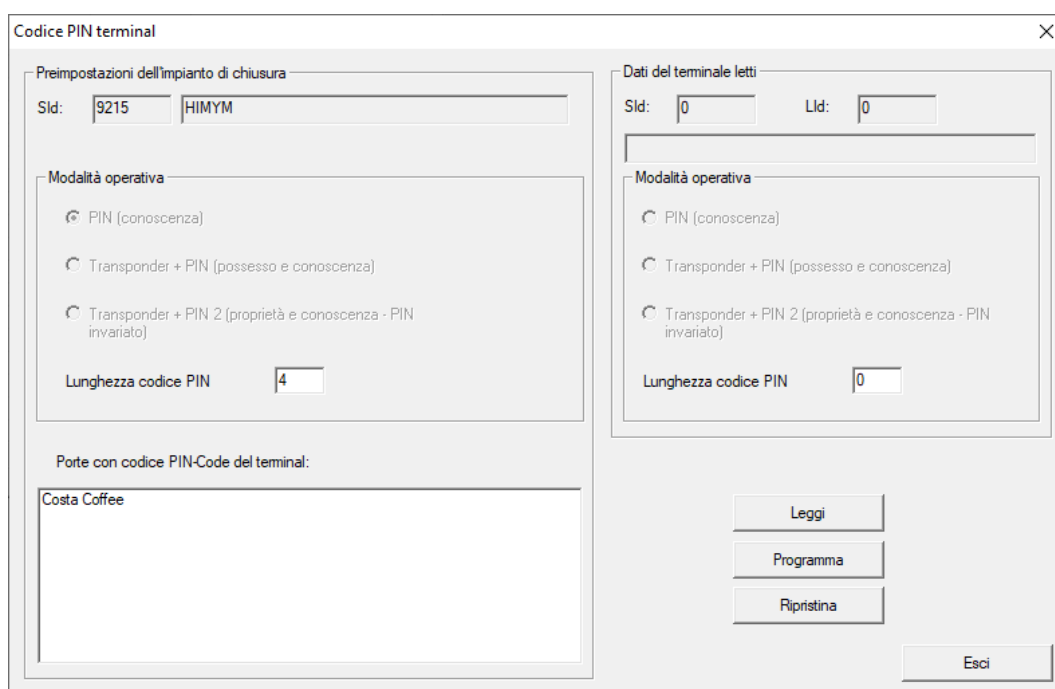 Codice PIN terminal
Preimpostazioni dell'impianto di chiusura
SId: 9215 HIMYM
Modalità operativa
PIN (conoscenza)
Transponder + PIN (possesso e conoscenza)
Transponder + PIN 2 (proprietà e conoscenza - PIN
invariato)
Lunghezza codice PIN 4
Porte con codice PIN-Code del terminal:
Costa Coffee
Dati del terminale letti
SId: 0 LId: 0
Modalità operativa
PIN (conoscenza)
Transponder + PIN (possesso e conoscenza)
Transponder + PIN 2 (proprietà e conoscenza - PIN
invariato)
Lunghezza codice PIN 0
Leggi
Programma
Ripristina
Esci